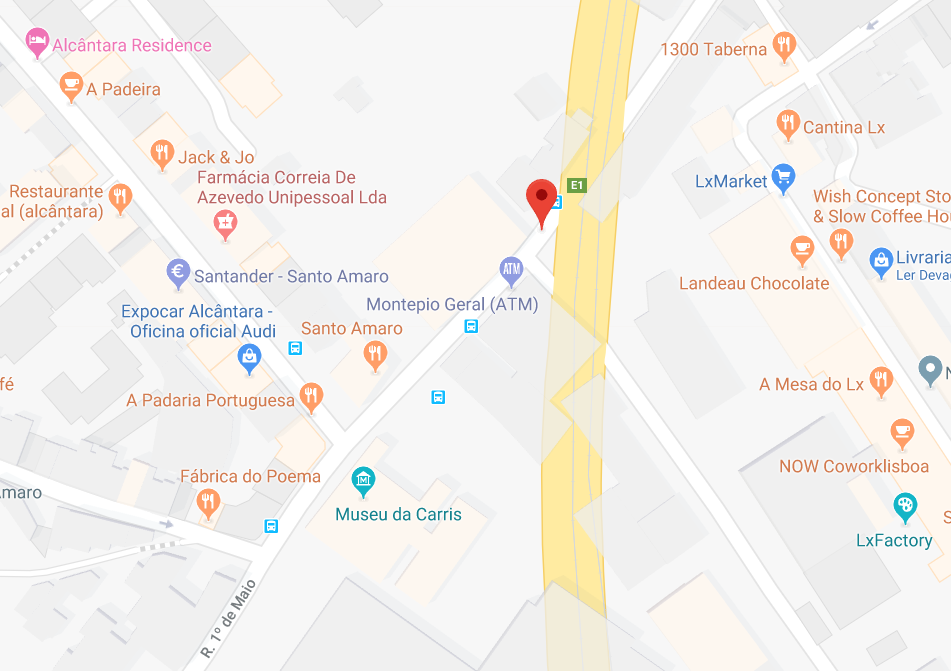 Alcântara Residence
A Padeira
1300 Taberna
Cantina Lx
Jack & Jo
Farmácia Correia De
Azevedo Unipessoal Lda
E1
LxMarket
Restaurante
al (alcântara)
Wish Concept Sto
& Slow Coffee Hou
Livraria
Ler Deva
Santander - Santo Amaro
ATM
Montepio Geral (ATM)
Landeau Chocolate
Expocar Alcântara -
Oficina oficial Audi
Santo Amaro
fé
A Padaria Portuguesa
A Mesa do Lx
N
Fábrica do Poema
NOW Coworklisboa
maro
Museu da Carris
S
LxFactory
R. 1º de Maio